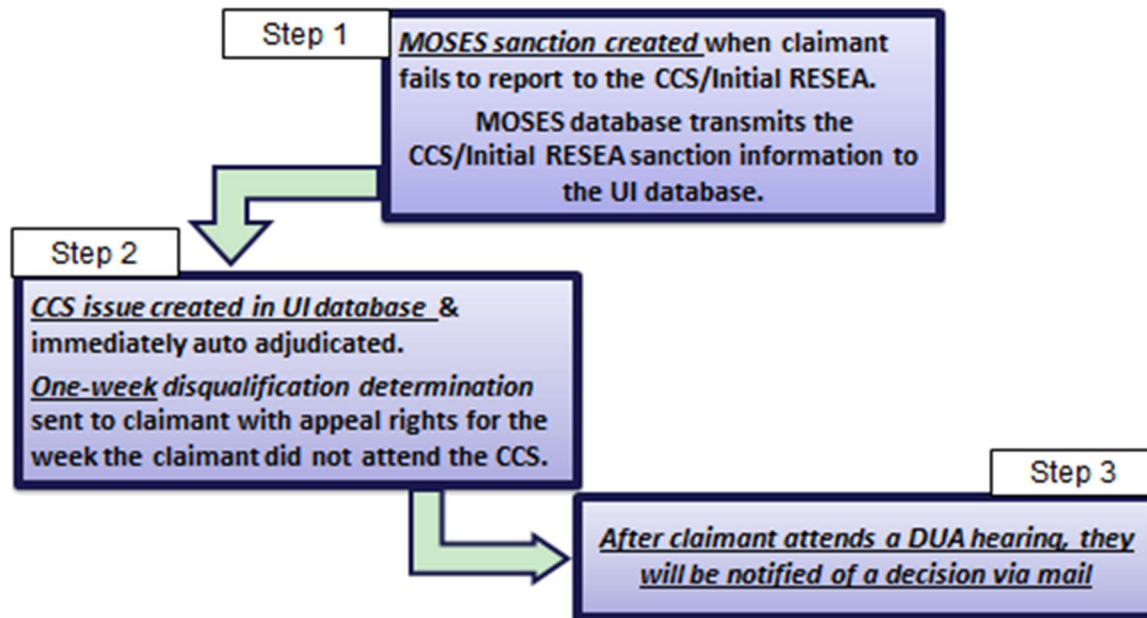 Step 1
MOSES sanction created when claimant
fails to report to the CCS/Initial RESEA.
MOSES database transmits the
CCS/Initial RESEA sanction information to
the UI database.
Step 2
CCS issue created in UI database &
immediately auto adjudicated.
One-week disqualification determination
sent to claimant with appeal rights for the
week the claimant did not attend the CCS.
Step 3
After claimant attends a DUA hearing, they
will be notified of a decision via mail